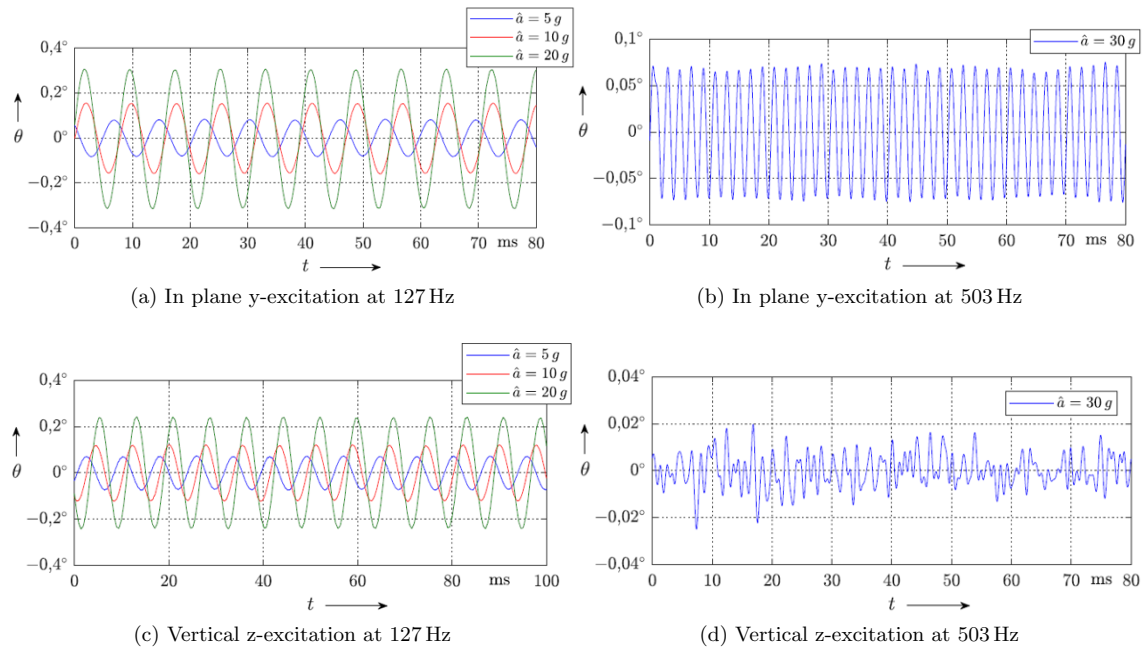 â = 5 g
â = 10 g
â = 20 g
0,4°
0,2°
0°
−0,2°
−0,4°
θ
0 10 20 30 40 50 60 70 ms 80
t
(a) In plane y-excitation at 127 Hz
â = 30 g
0,1°
0,05°
0°
−0,05°
−0,1°
θ
0 10 20 30 40 50 60 70 ms 80
t
(b) In plane y-excitation at 503 Hz
â = 5 g
â = 10 g
â = 20 g
0,4°
0,2°
0°
−0,2°
−0,4°
θ
0 20 40 60 80 ms 100
t
(c) Vertical z-excitation at 127 Hz
â = 30 g
0,04°
0,02°
0°
−0,02°
−0,04°
θ
0 10 20 30 40 50 60 70 ms 80
t
(d) Vertical z-excitation at 503 Hz